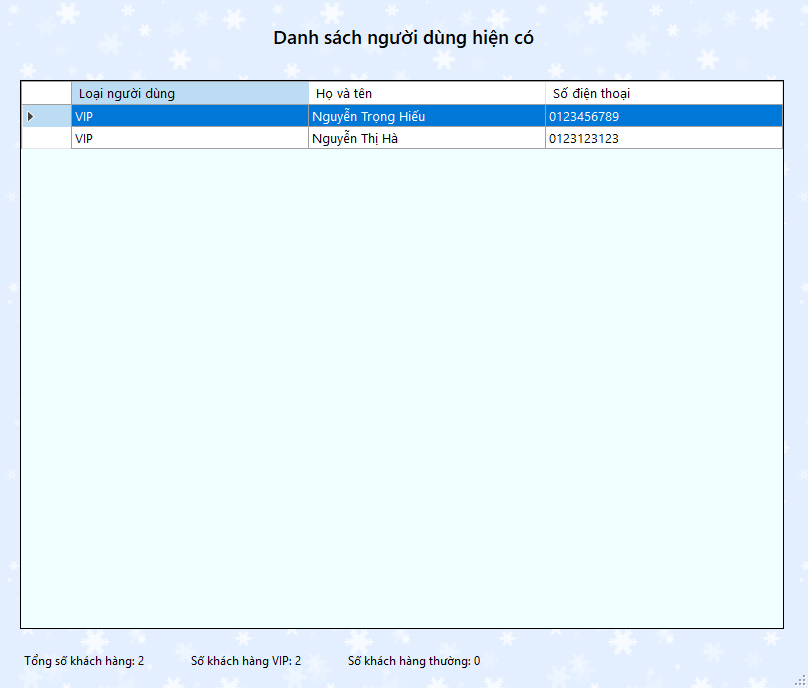 Danh sách người dùng hiện có
Loại người dùng Họ và tên Số điện thoại
VIP Nguyễn Trọng Hiếu 0123456789
VIP Nguyễn Thị Hà 0123123123
Tổng số khách hàng: 2 Số khách hàng VIP: 2 Số khách hàng thường: 0